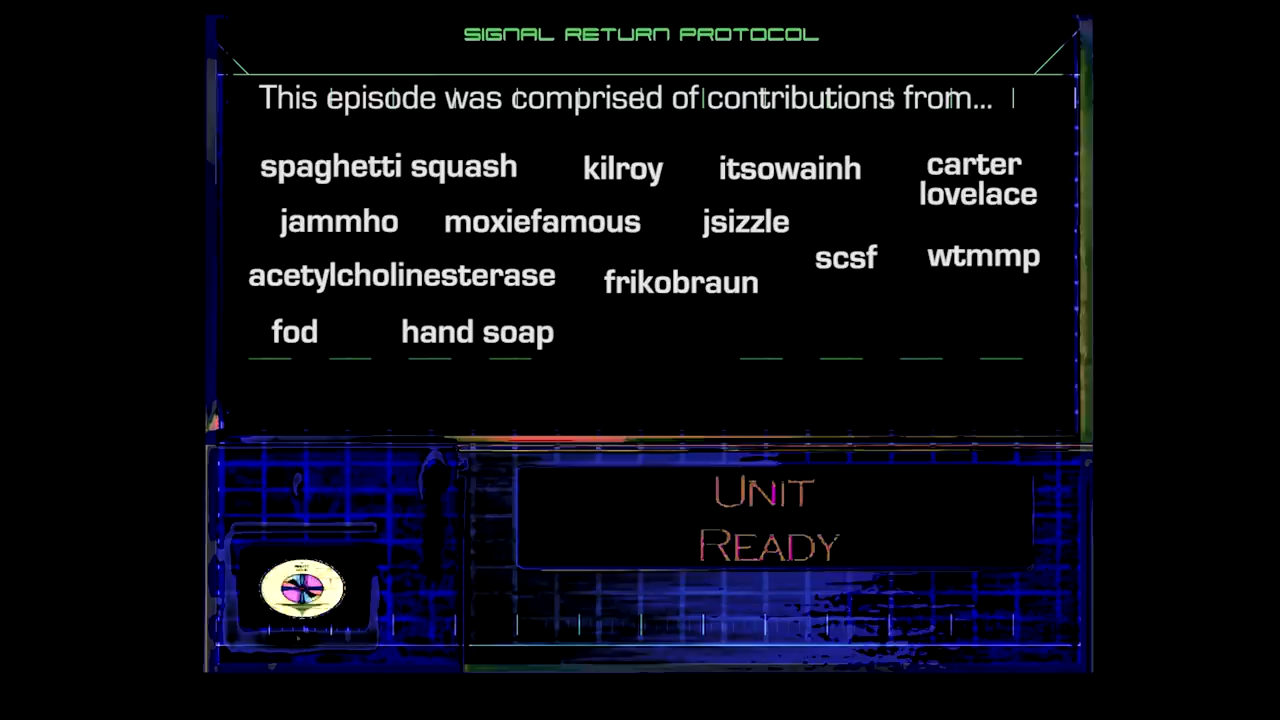 SIGNAL RETURN PROTOCOL
This episode was comprised of contributions from...
spaghetti squash kilroy itsowainh carter lovelace
jammho moxiefamous jsizzle
scsf wtmmp
acetylcholinesterase frikobraun
fod hand soap
UNIT
READY